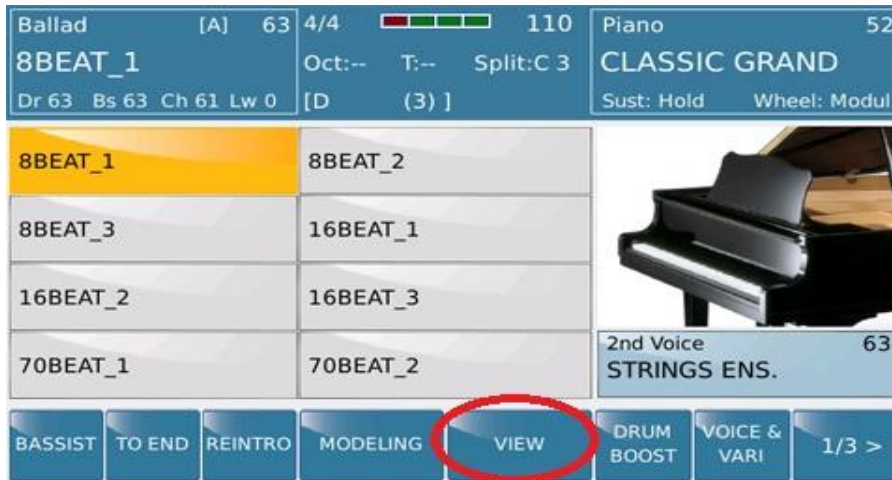 Ballad [A] 63
8BEAT_1
Dr 63 Bs 63 Ch 61 Lw 0
4/4 110
Oct:-- T:-- Split:C 3
[D (3) ]
Piano 52
CLASSIC GRAND
Sust: Hold Wheel: Modul
8BEAT_1 8BEAT_2
8BEAT_3 16BEAT_1
16BEAT_2 16BEAT_3
70BEAT_1 70BEAT_2
2nd Voice 63
STRINGS ENS.
BASSIST
TO END
REINTRO
MODELING
VIEW
DRUM
BOOST
VOICE &
VARI
1/3 >